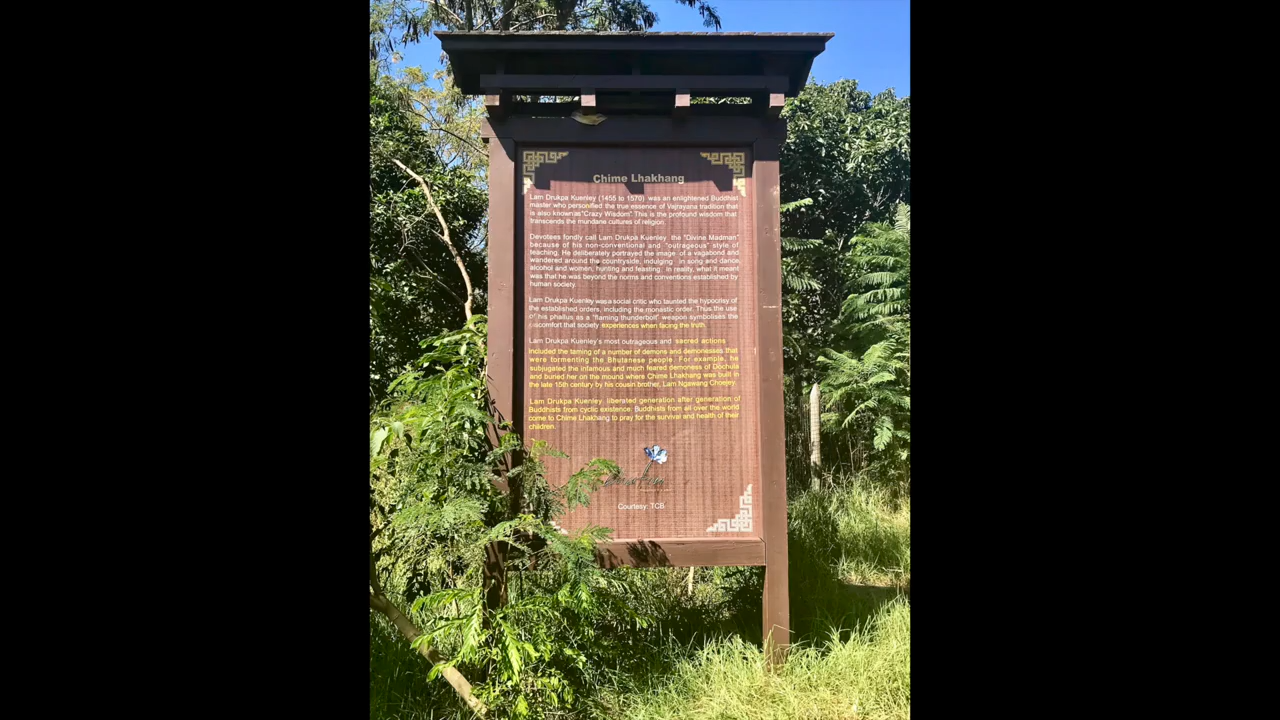 Chime Lhakhang
Lam Drukpa Kuenley (1455 to 1570) was an enlightened Buddhist
master who personified the true essence of Vajrayana tradition that
is also known as "Crazy Wisdom". This is the profound wisdom that
transcends the mundane cultures of religion.
Devotees fondly call Lam Drukpa Kuenley the "Divine Madman"
because of his non-conventional and "outrageous" style of
teaching. He deliberately portrayed the image of a vagabond and
wandered around the countryside, indulging in song and dance,
alcohol and women, hunting and feasting. In reality, what it meant
was that he was beyond the norms and conventions established by
human society.
Lam Drukpa Kuenley was a social critic who taunted the hypocrisy of
the established orders, including the monastic order. Thus the use
of his phallus as a "flaming thunderbolt" weapon symbolises the
discomfort that society experiences when facing the truth.
Lam Drukpa Kuenley's most outrageous and sacred actions
included the taming of a number of demons and demonesses that
were tormenting the Bhutanese people. For example, he
subjugated the infamous and much feared demoness of Dochula
and buried her on the mound where Chime Lhakhang was built in
the late 15th century by his cousin brother, Lam Ngawang Choejey.
Lam Drukpa Kuenley liberated generation after generation of
Buddhists from cyclic existence. Buddhists from all over the world
come to Chime Lhakhang to pray for the survival and health of their
children.
Courtesy: TCB